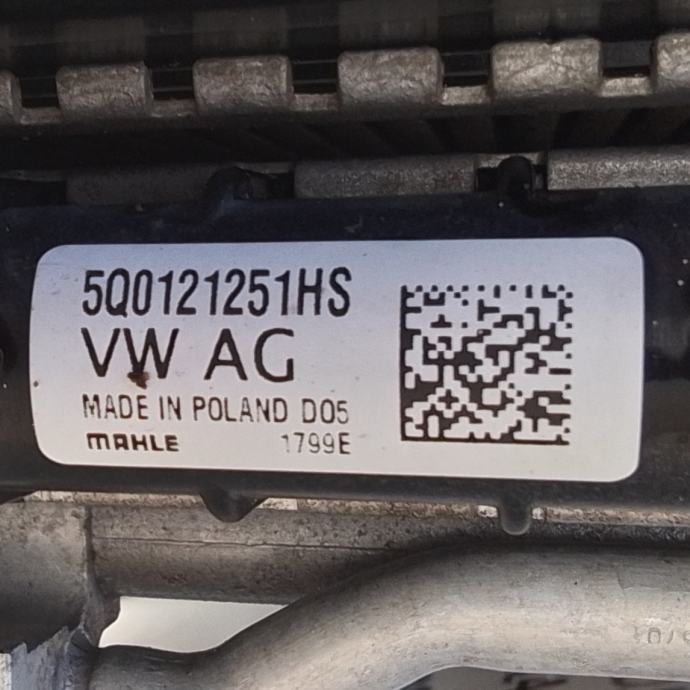 5Q0121251HS
VW AG
MADE IN POLAND D05
MAHLE 1799E